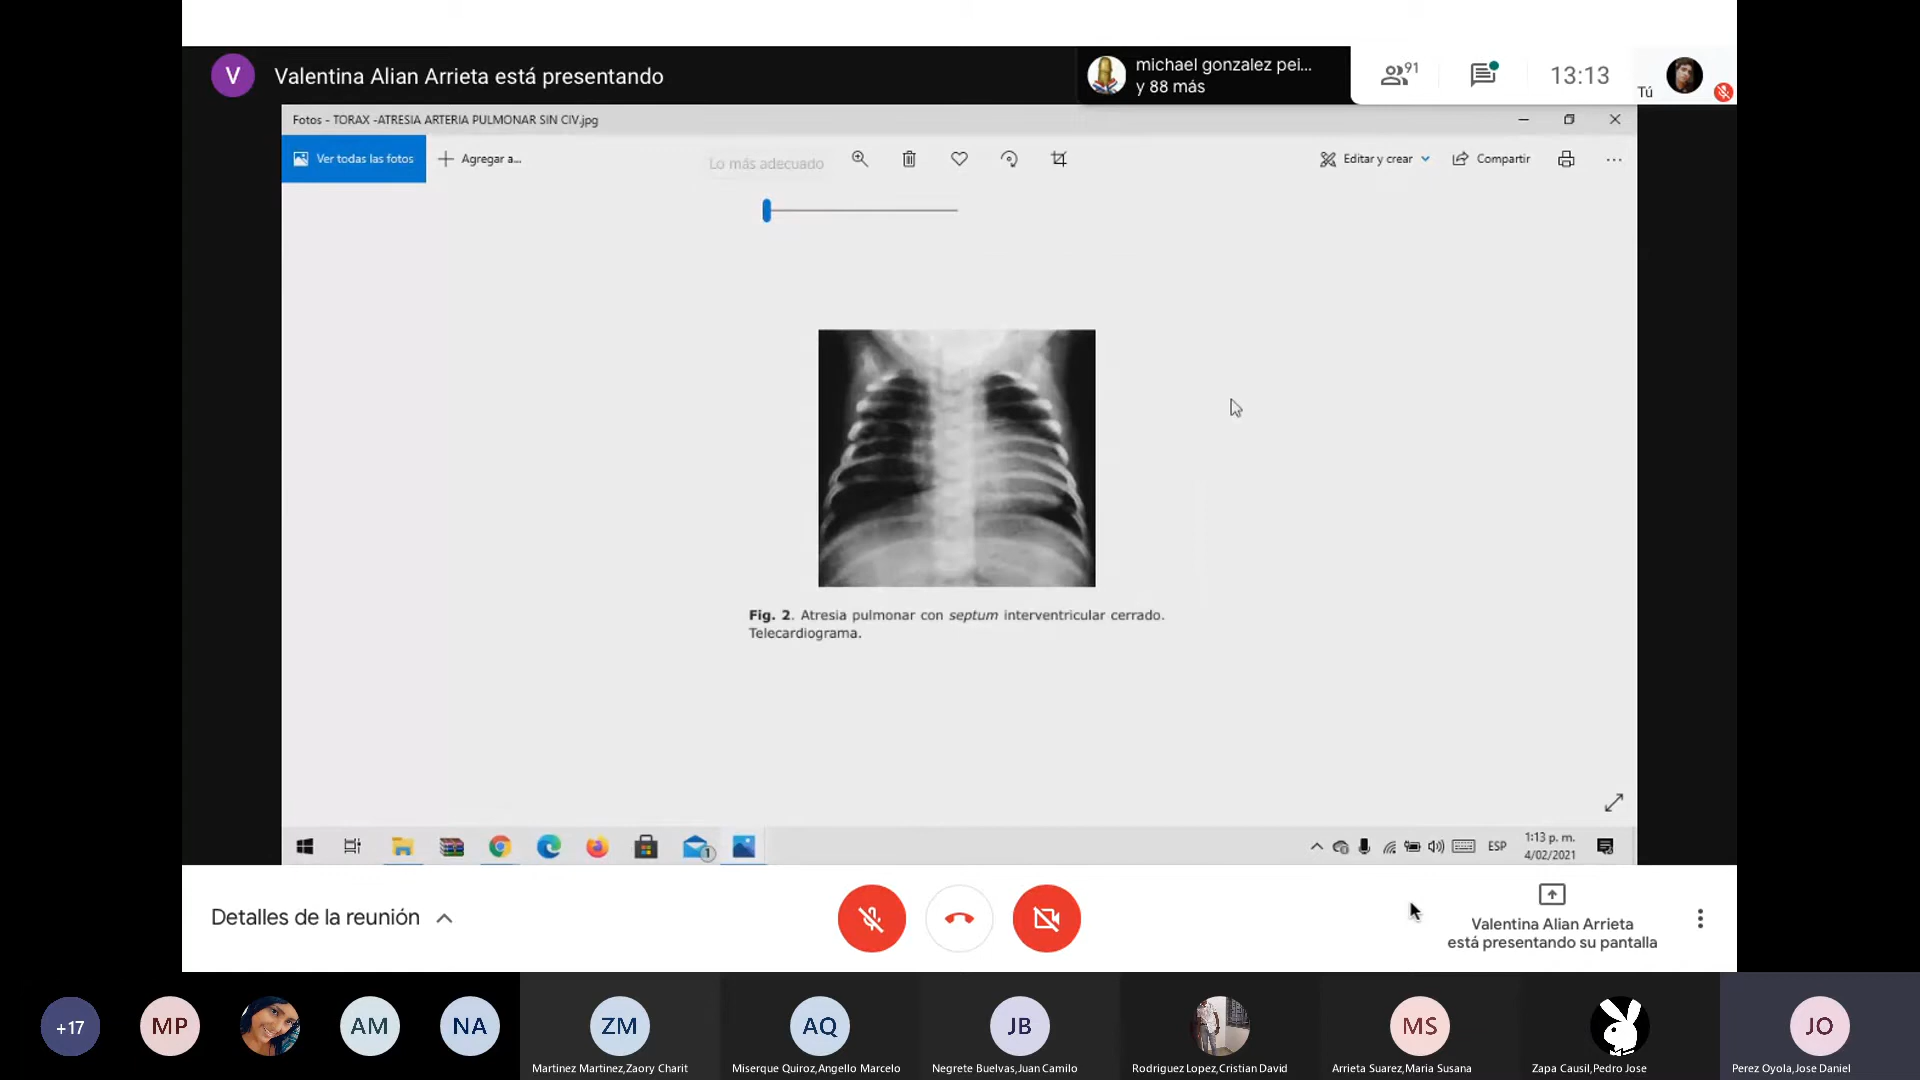 V
Valentina Alian Arrieta está presentando
michael gonzalez pei...
y 88 más
91
13:13
Tú
Fotos - TORAX -ATRESIA ARTERIA PULMONAR SIN CIV.jpg
Ver todas las fotos
Agregar a...
Lo más adecuado
Editar y crear
Compartir
Fig. 2. Atresia pulmonar con septum interventricular cerrado.
Telecardiograma.
1
ESP
1:13 p. m.
4/02/2021
Detalles de la reunión
Valentina Alian Arrieta
está presentando su pantalla
+17
MP
AM
NA
ZM
AQ
JB
MS
JO
Martinez Martinez,Zaory Charit
Miserque Quiroz,Angello Marcelo
Negrete Buelvas,Juan Camilo
Rodriguez Lopez,Cristian David
Arrieta Suarez,Maria Susana
Zapa Causil,Pedro Jose
Perez Oyola,Jose Daniel